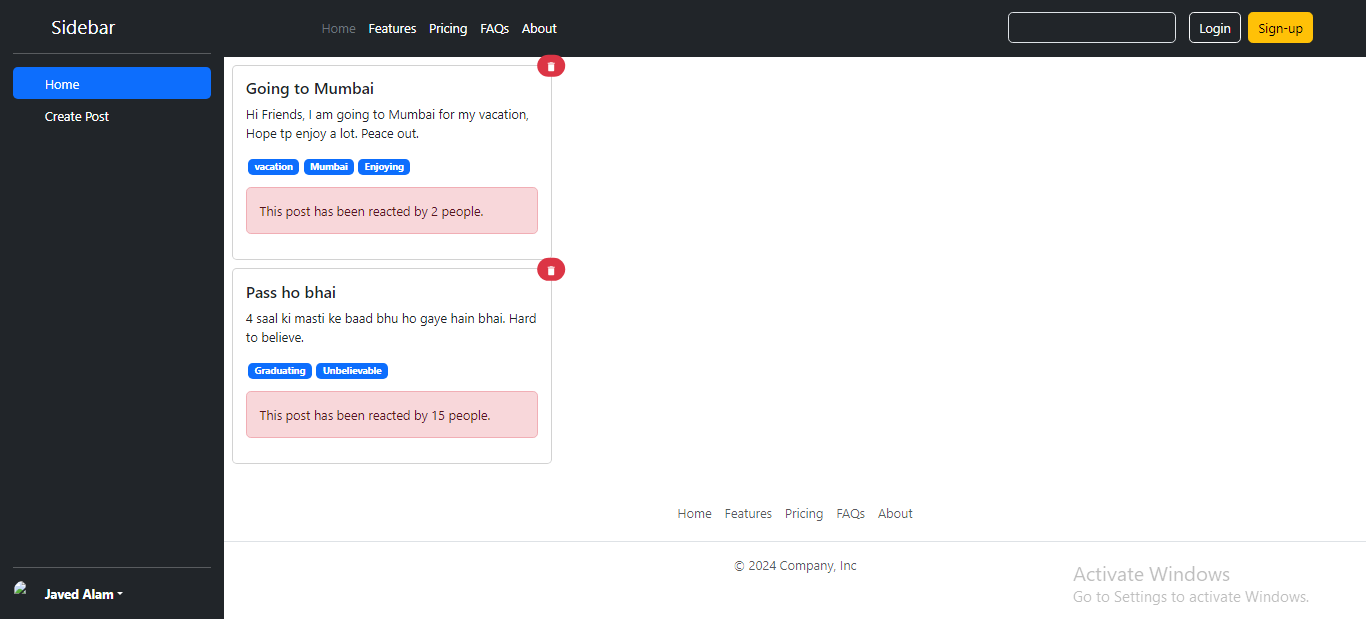 Sidebar
Home
Create Post
Javed Alam
Home Features Pricing FAQs About
Login Sign-up
Going to Mumbai
Hi Friends, I am going to Mumbai for my vacation,
Hope tp enjoy a lot. Peace out.
vacation Mumbai Enjoying
This post has been reacted by 2 people.
Pass ho bhai
4 saal ki masti ke baad bhu ho gaye hain bhai. Hard
to believe.
Graduating Unbelievable
This post has been reacted by 15 people.
Home Features Pricing FAQs About
© 2024 Company, Inc
Activate Windows
Go to Settings to activate Windows.